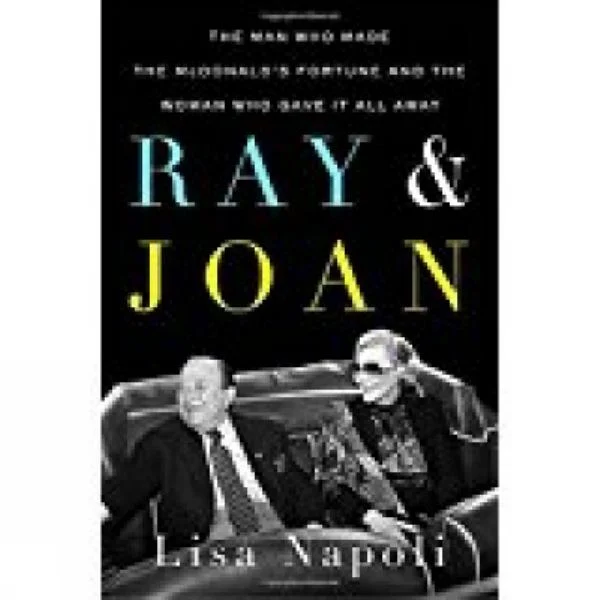 THE MAN WHO MADE
THE MCDONALD'S FORTUNE AND THE
WOMAN WHO GAVE IT ALL AWAY
RAY &
JOAN
Lisa Napoli